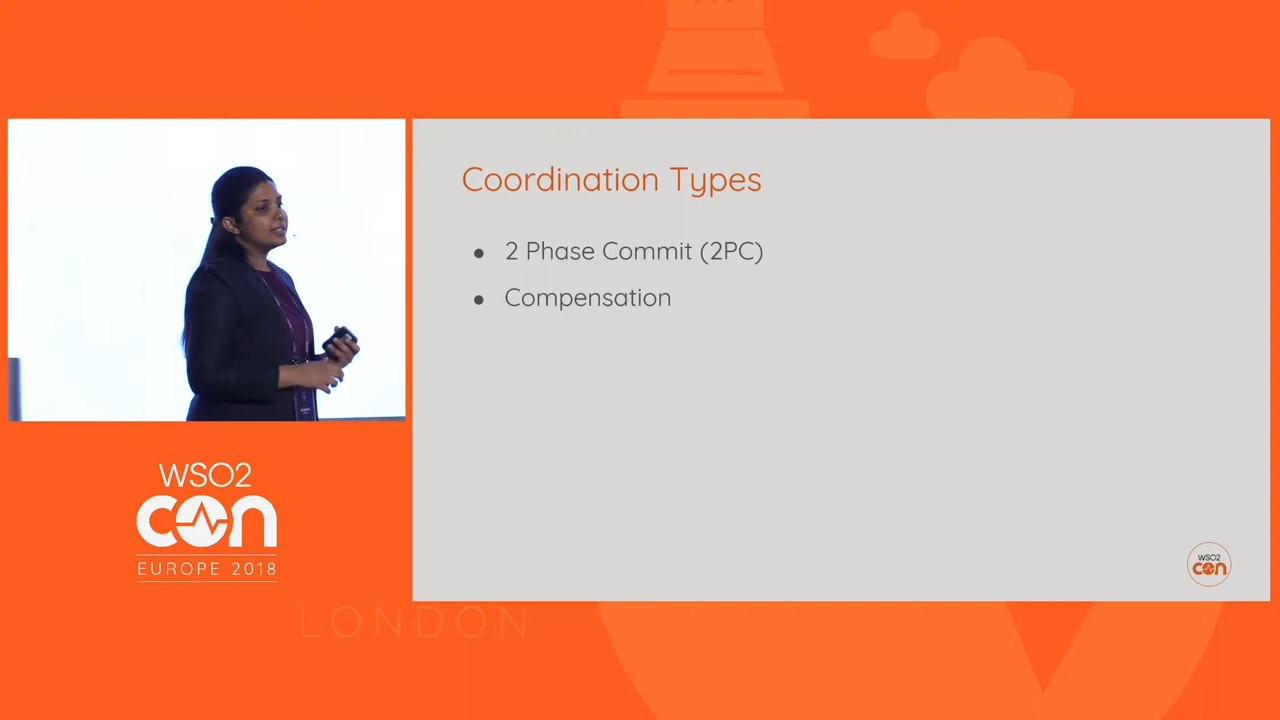 Coordination Types
● 2 Phase Commit (2PC)
● Compensation
WSO2
con
EUROPE 2018
LONDON
WSO2
con